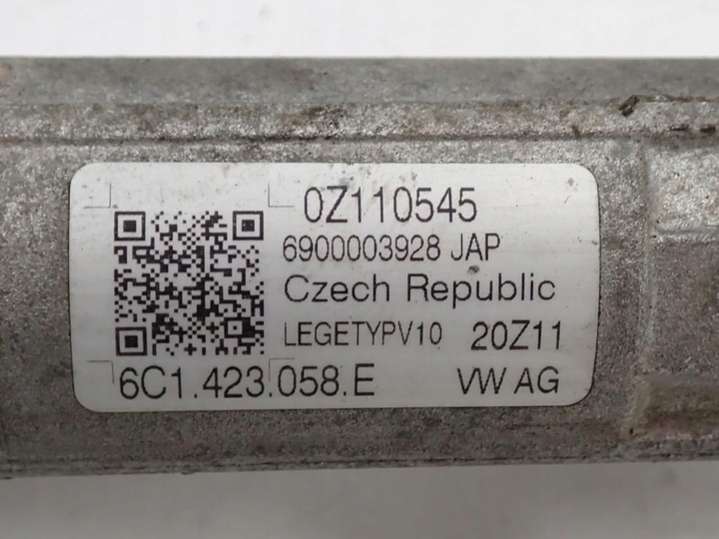 0Z110545
6900003928 JAP
Czech Republic
LEGETYPV10 20Z11
6C1.423.058.E VW AG